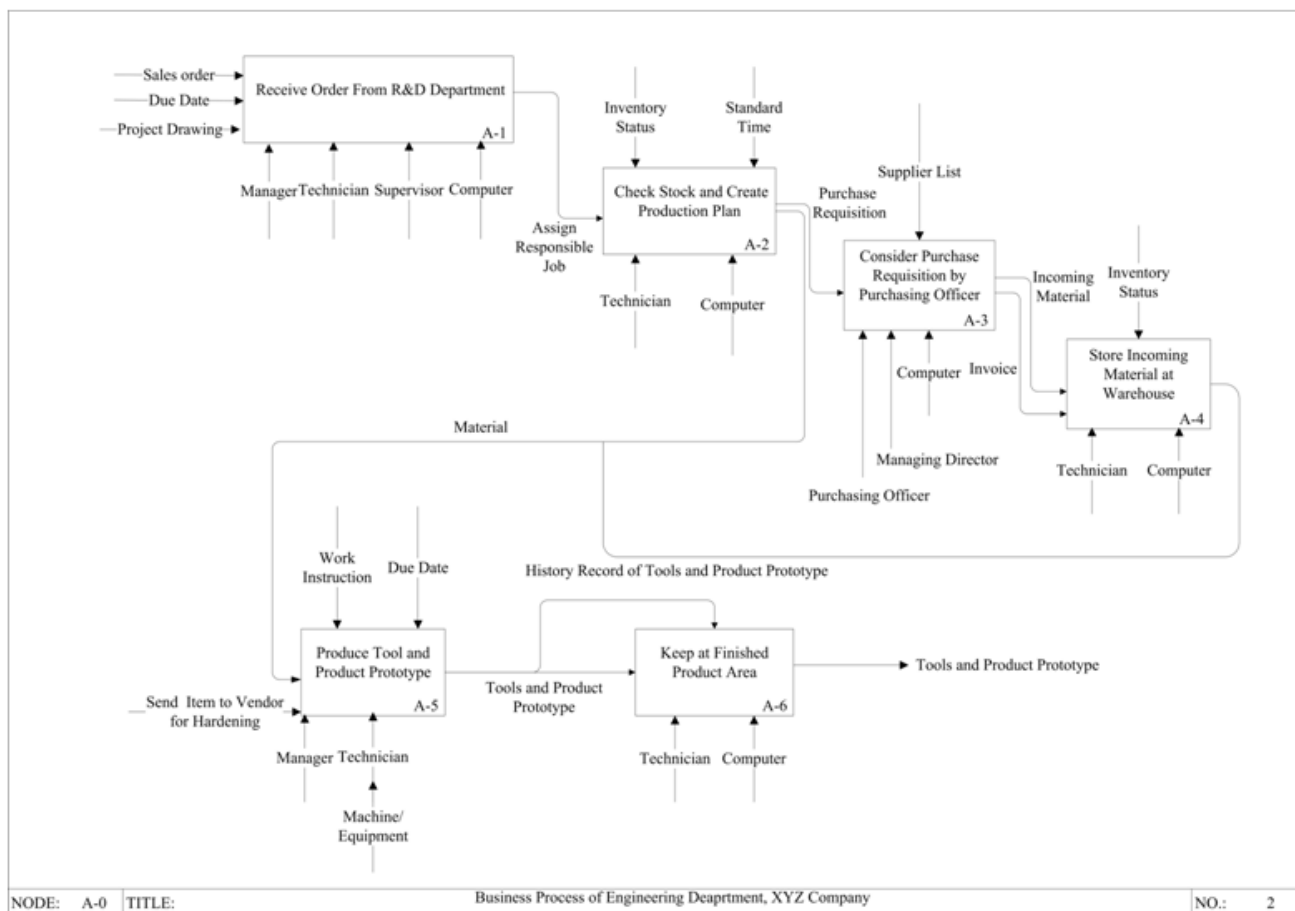 Sales order
Due Date
Project Drawing
Receive Order From R&D Department
A-1
Manager
Technician
Supervisor
Computer
Assign
Responsible
Job
Inventory
Status
Standard
Time
Check Stock and Create
Production Plan
A-2
Technician
Computer
Purchase
Requisition
Supplier List
Consider Purchase
Requisition by
Purchasing Officer
A-3
Computer
Managing Director
Purchasing Officer
Incoming
Material
Invoice
Inventory
Status
Store Incoming
Material at
Warehouse
A-4
Technician
Computer
Material
History Record of Tools and Product Prototype
Work
Instruction
Due Date
Produce Tool and
Product Prototype
A-5
Send Item to Vendor
for Hardening
Manager
Technician
Machine/
Equipment
Tools and Product
Prototype
Keep at Finished
Product Area
A-6
Technician
Computer
Tools and Product Prototype
NODE: A-0
TITLE:
Business Process of Engineering Deaprtment, XYZ Company
NO.: 2